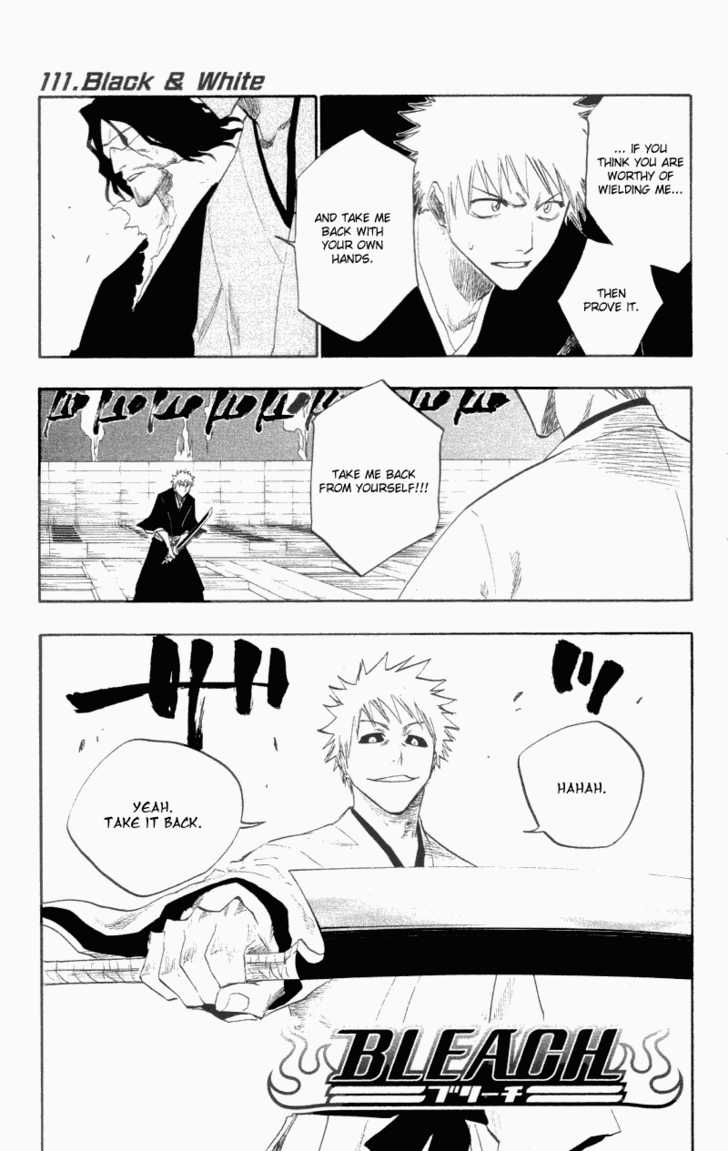 111.Black & White
... IF YOU
THINK YOU ARE
WORTHY OF
WIELDING ME...
THEN
PROVE IT.
AND TAKE ME
BACK WITH
YOUR OWN
HANDS.
TAKE ME BACK
FROM YOURSELF!!!
ザッ
HAHAH.
YEAH.
TAKE IT BACK.
BLEACH
ブリーチ